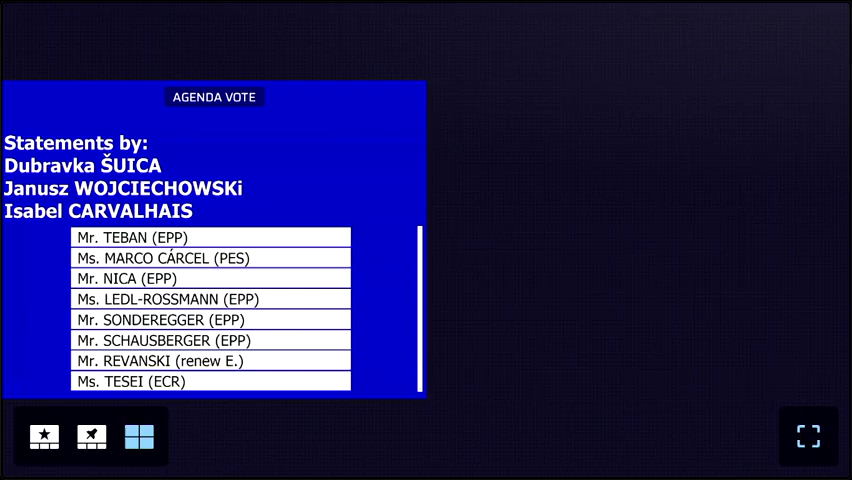 AGENDA VOTE
Statements by:
Dubravka ŠUICA
Janusz WOJCIECHOWSKi
Isabel CARVALHAIS
Mr. TEBAN (EPP)
Ms. MARCO CÁRCEL (PES)
Mr. NICA (EPP)
Ms. LEDL-ROSSMANN (EPP)
Mr. SONDEREGGER (EPP)
Mr. SCHAUSBERGER (EPP)
Mr. REVANSKI (renew E.)
Ms. TESEI (ECR)